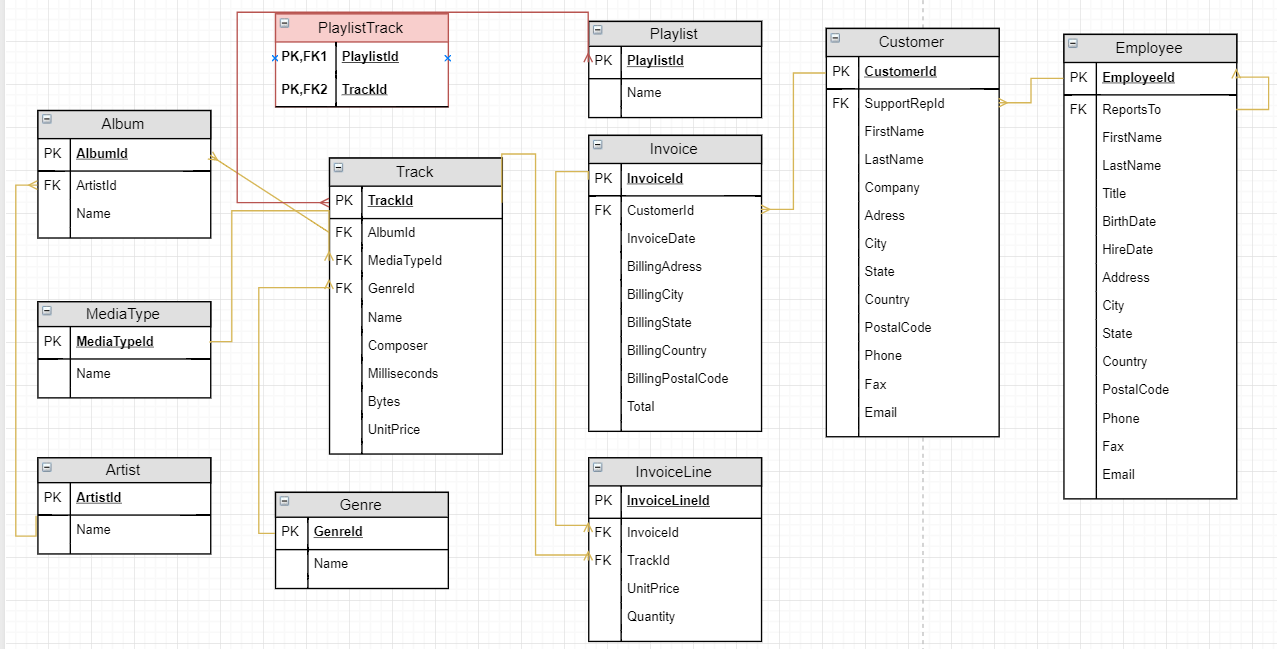 PlaylistTrack
PK,FK1 PlaylistId
PK,FK2 TrackId
Playlist
PK PlaylistId
Name
Customer
PK CustomerId
FK SupportRepId
FirstName
LastName
Company
Adress
City
State
Country
PostalCode
Phone
Fax
Email
Employee
PK EmployeeId
FK ReportsTo
FirstName
LastName
Title
BirthDate
HireDate
Address
City
State
Country
PostalCode
Phone
Fax
Email
Album
PK AlbumId
FK ArtistId
Name
Track
PK TrackId
FK AlbumId
FK MediaTypeId
FK GenreId
Name
Composer
Milliseconds
Bytes
UnitPrice
Invoice
PK InvoiceId
FK CustomerId
InvoiceDate
BillingAdress
BillingCity
BillingState
BillingCountry
BillingPostalCode
Total
MediaType
PK MediaTypeId
Name
Artist
PK ArtistId
Name
Genre
PK GenreId
Name
InvoiceLine
PK InvoiceLineId
FK InvoiceId
FK TrackId
UnitPrice
Quantity